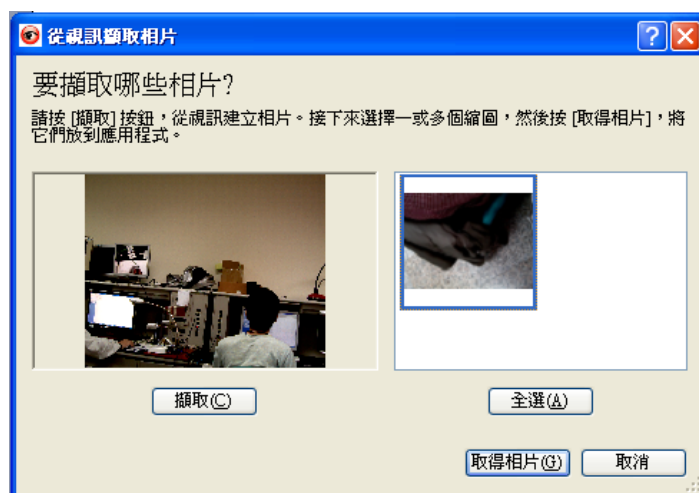 從視訊擷取相片
要擷取哪些相片?
請按 [擷取] 按鈕，從視訊建立相片。接下來選擇一或多個縮圖，然後按 [取得相片]，將
它們放到應用程式。
擷取(C)
全選(A)
取得相片(G)
取消